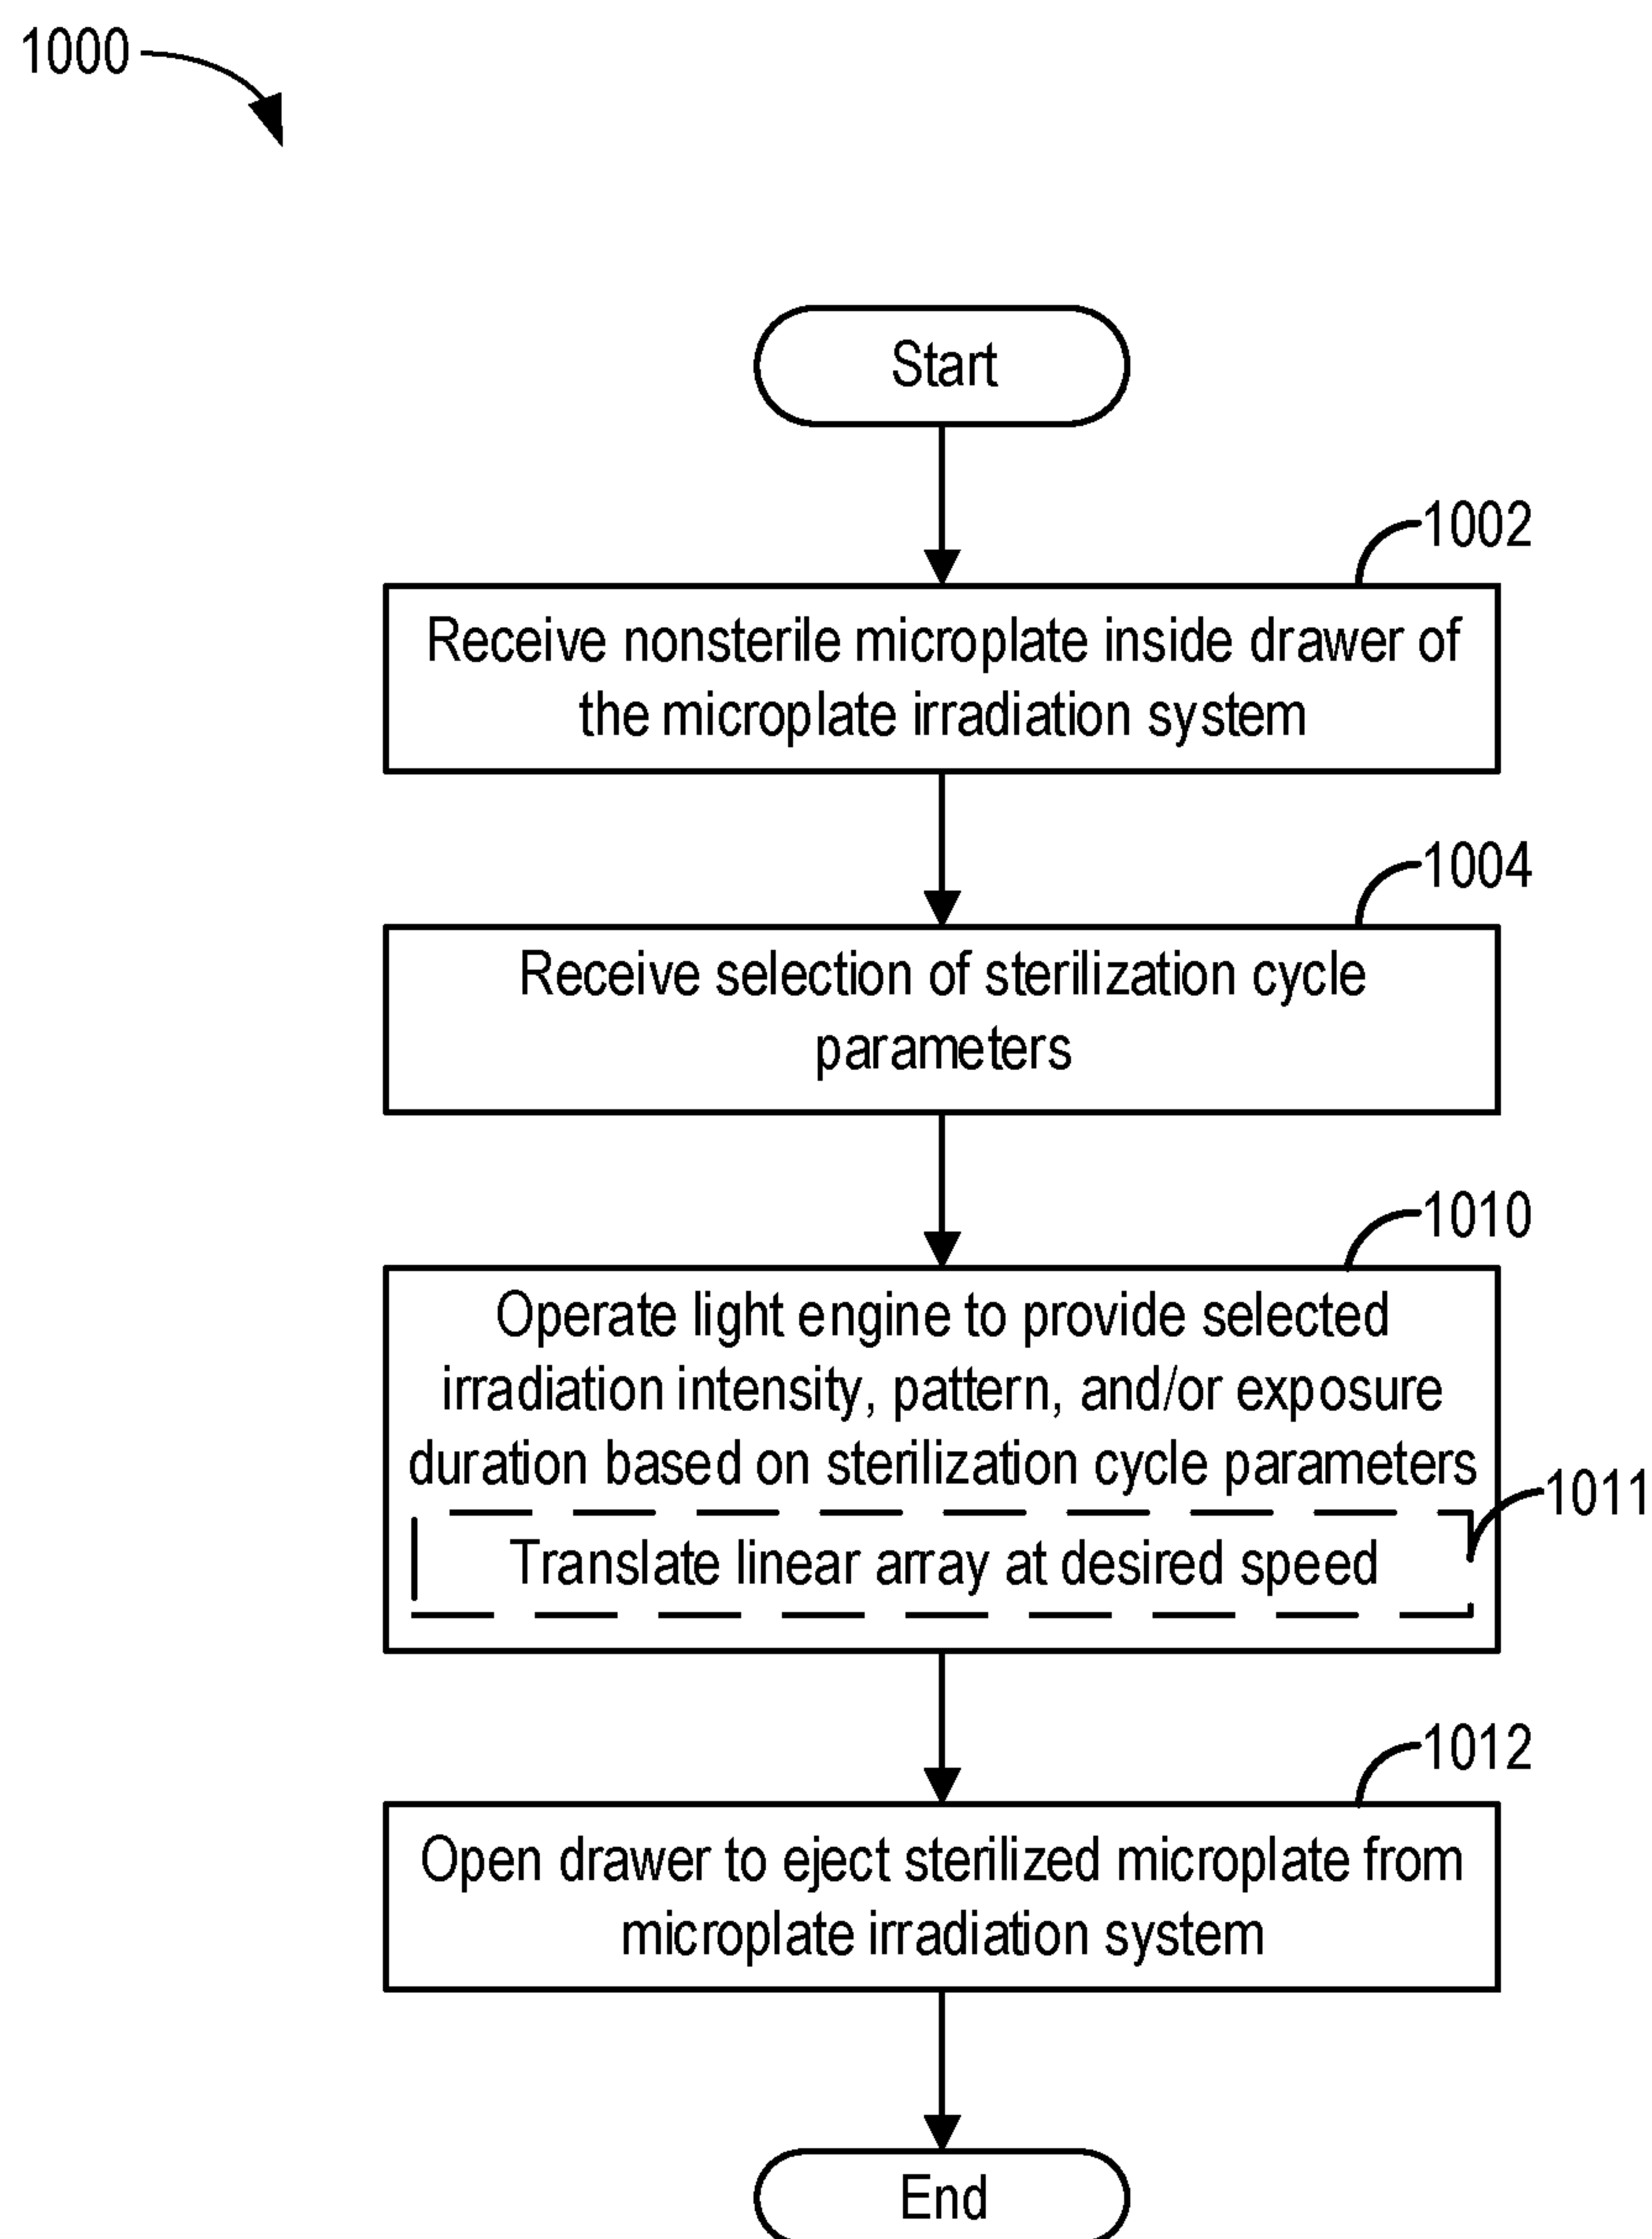 1000
Start
1002
Receive nonsterile microplate inside drawer of
the microplate irradiation system
1004
Receive selection of sterilization cycle
parameters
1010
Operate light engine to provide selected
irradiation intensity, pattern, and/or exposure
duration based on sterilization cycle parameters
1011
Translate linear array at desired speed
1012
Open drawer to eject sterilized microplate from
microplate irradiation system
End